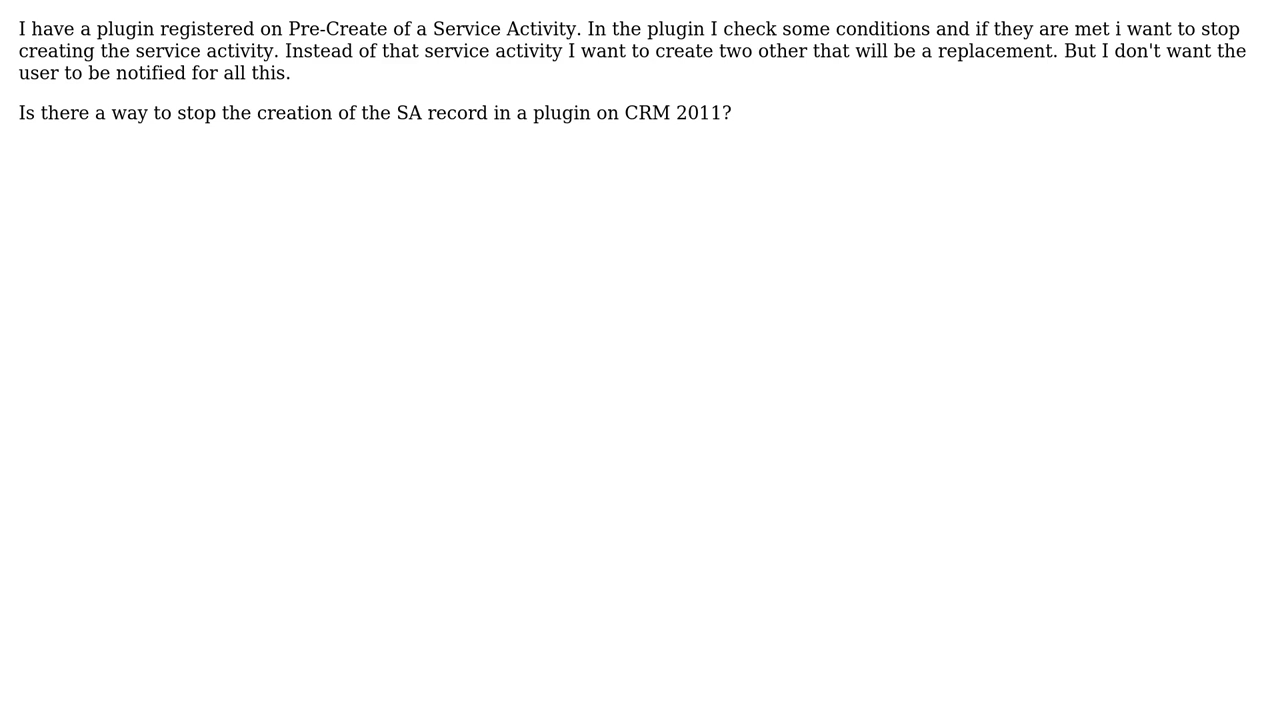 I have a plugin registered on Pre-Create of a Service Activity. In the plugin I check some conditions and if they are met i want to stop
creating the service activity. Instead of that service activity I want to create two other that will be a replacement. But I don't want the
user to be notified for all this.
Is there a way to stop the creation of the SA record in a plugin on CRM 2011?